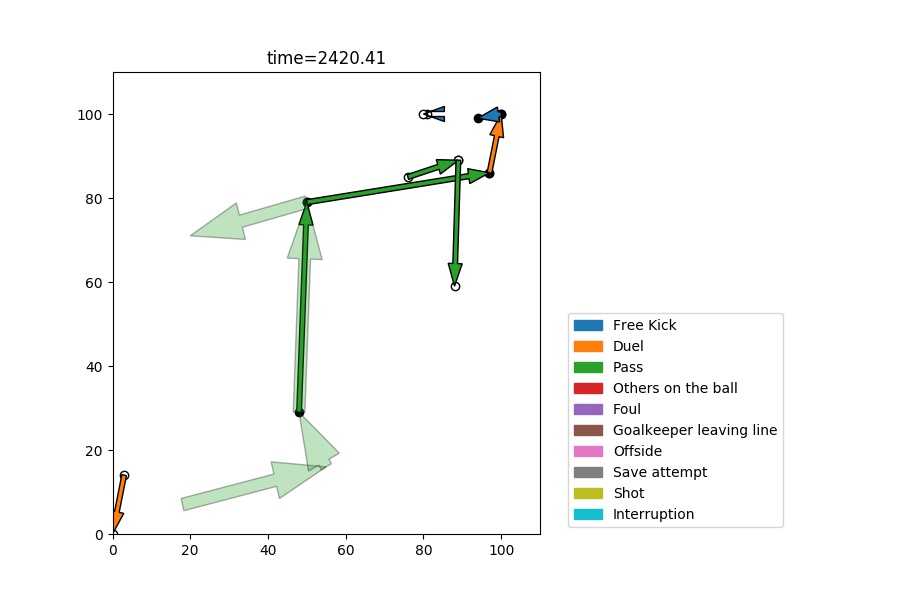 time=2420.41
100
80
60
40
20
0
0
20
40
60
80
100
Free Kick
Duel
Pass
Others on the ball
Foul
Goalkeeper leaving line
Offside
Save attempt
Shot
Interruption